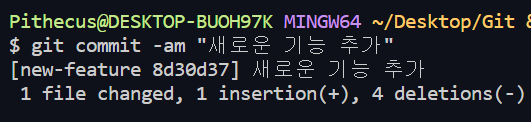 Pithecus@DESKTOP-BUOH97K MINGW64 ~/Desktop/Git &
$ git commit -am "새로운 기능 추가"
[new-feature 8d30d37] 새로운 기능 추가
1 file changed, 1 insertion(+), 4 deletions(-)